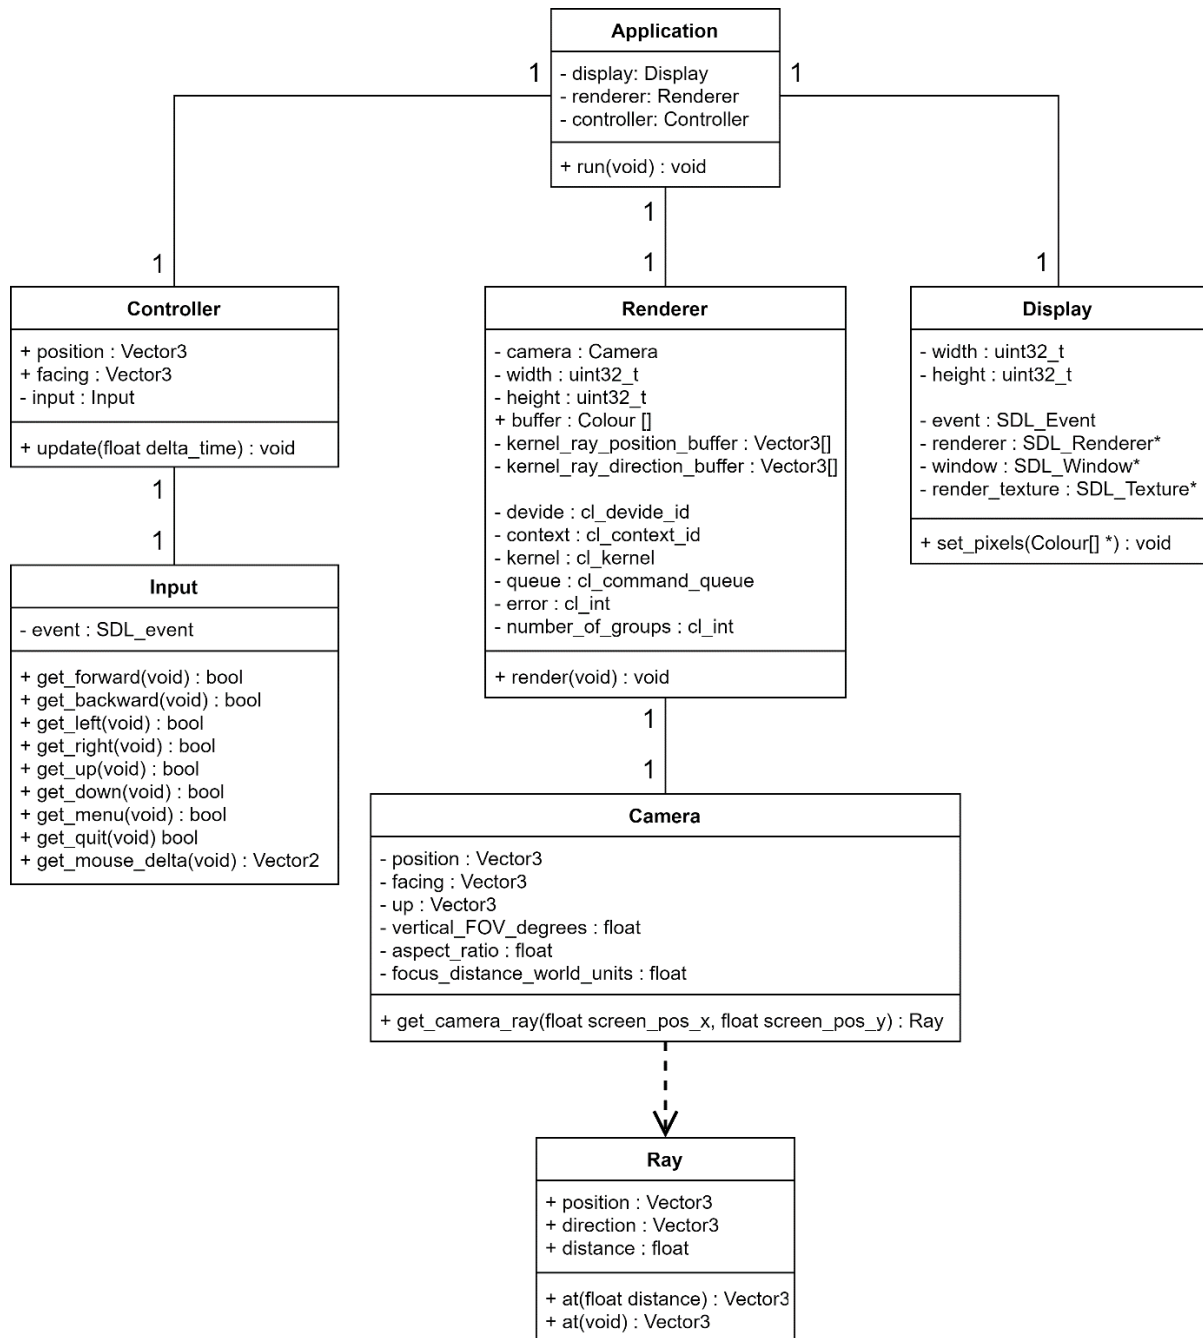 Application
- display: Display
- renderer: Renderer
- controller: Controller
+ run(void) : void
1
1
1
1
1
1
Controller
+ position : Vector3
+ facing : Vector3
- input : Input
+ update(float delta_time) : void
1
1
Input
- event : SDL_event
+ get_forward(void) : bool
+ get_backward(void) : bool
+ get_left(void) : bool
+ get_right(void) : bool
+ get_up(void) : bool
+ get_down(void) : bool
+ get_menu(void) : bool
+ get_quit(void) bool
+ get_mouse_delta(void) : Vector2
Renderer
- camera : Camera
- width : uint32_t
- height : uint32_t
+ buffer : Colour []
- kernel_ray_position_buffer : Vector3[]
- kernel_ray_direction_buffer : Vector3[]
- devide : cl_devide_id
- context : cl_context_id
- kernel : cl_kernel
- queue : cl_command_queue
- error : cl_int
- number_of_groups : cl_int
+ render(void) : void
1
1
Display
- width : uint32_t
- height : uint32_t
- event : SDL_Event
- renderer : SDL_Renderer*
- window : SDL_Window*
- render_texture : SDL_Texture*
+ set_pixels(Colour[] *) : void
Camera
- position : Vector3
- facing : Vector3
- up : Vector3
- vertical_FOV_degrees : float
- aspect_ratio : float
- focus_distance_world_units : float
+ get_camera_ray(float screen_pos_x, float screen_pos_y) : Ray
Ray
+ position : Vector3
+ direction : Vector3
+ distance : float
+ at(float distance) : Vector3
+ at(void) : Vector3